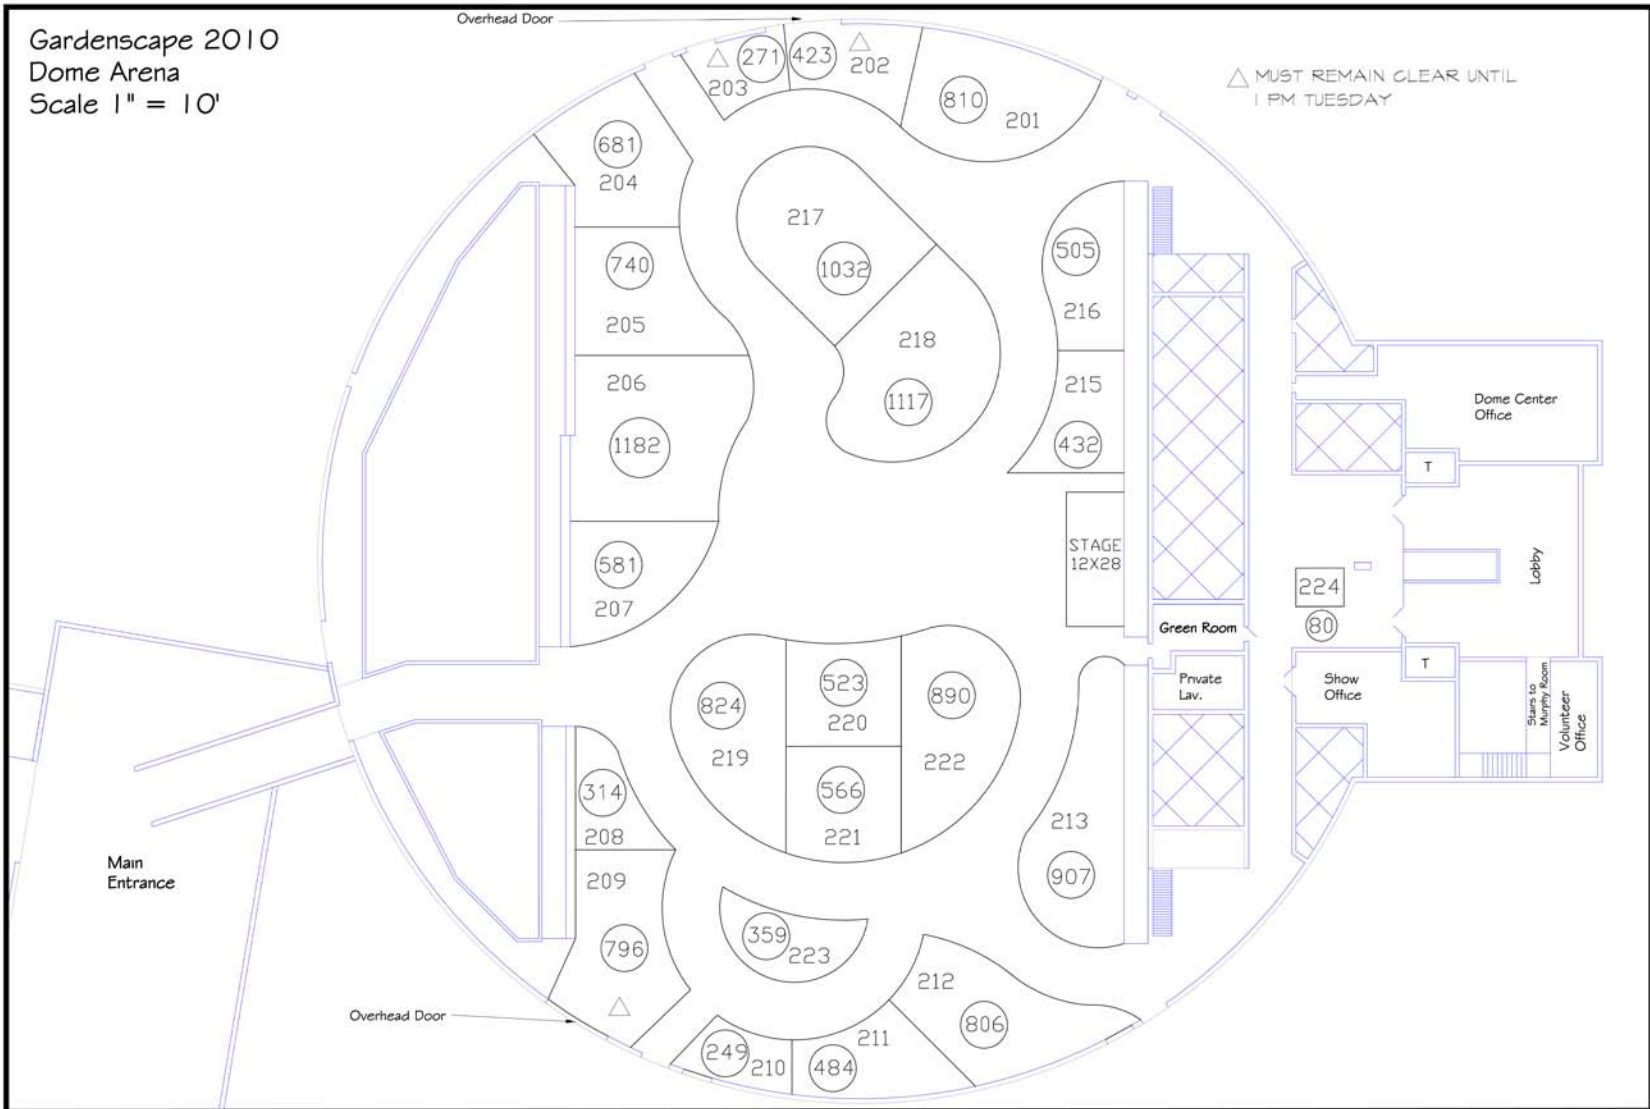 Overhead Door
Gardenscape 2010
Dome Arena
Scale 1" = 10'
△ MUST REMAIN CLEAR UNTIL
1 PM TUESDAY
271
423
203
202
810
201
681
204
217
1032
505
216
740
205
218
1117
206
1182
215
432
Dome Center
Office
T
STAGE
12X28
581
207
224
80
Lobby
Green Room
Private
Lav.
Show
Office
T
Stairs to
Murphy Room
Volunteer
Office
824
219
523
220
890
222
566
221
314
208
213
907
Main
Entrance
209
796
359
223
212
806
Overhead Door
249
210
211
484